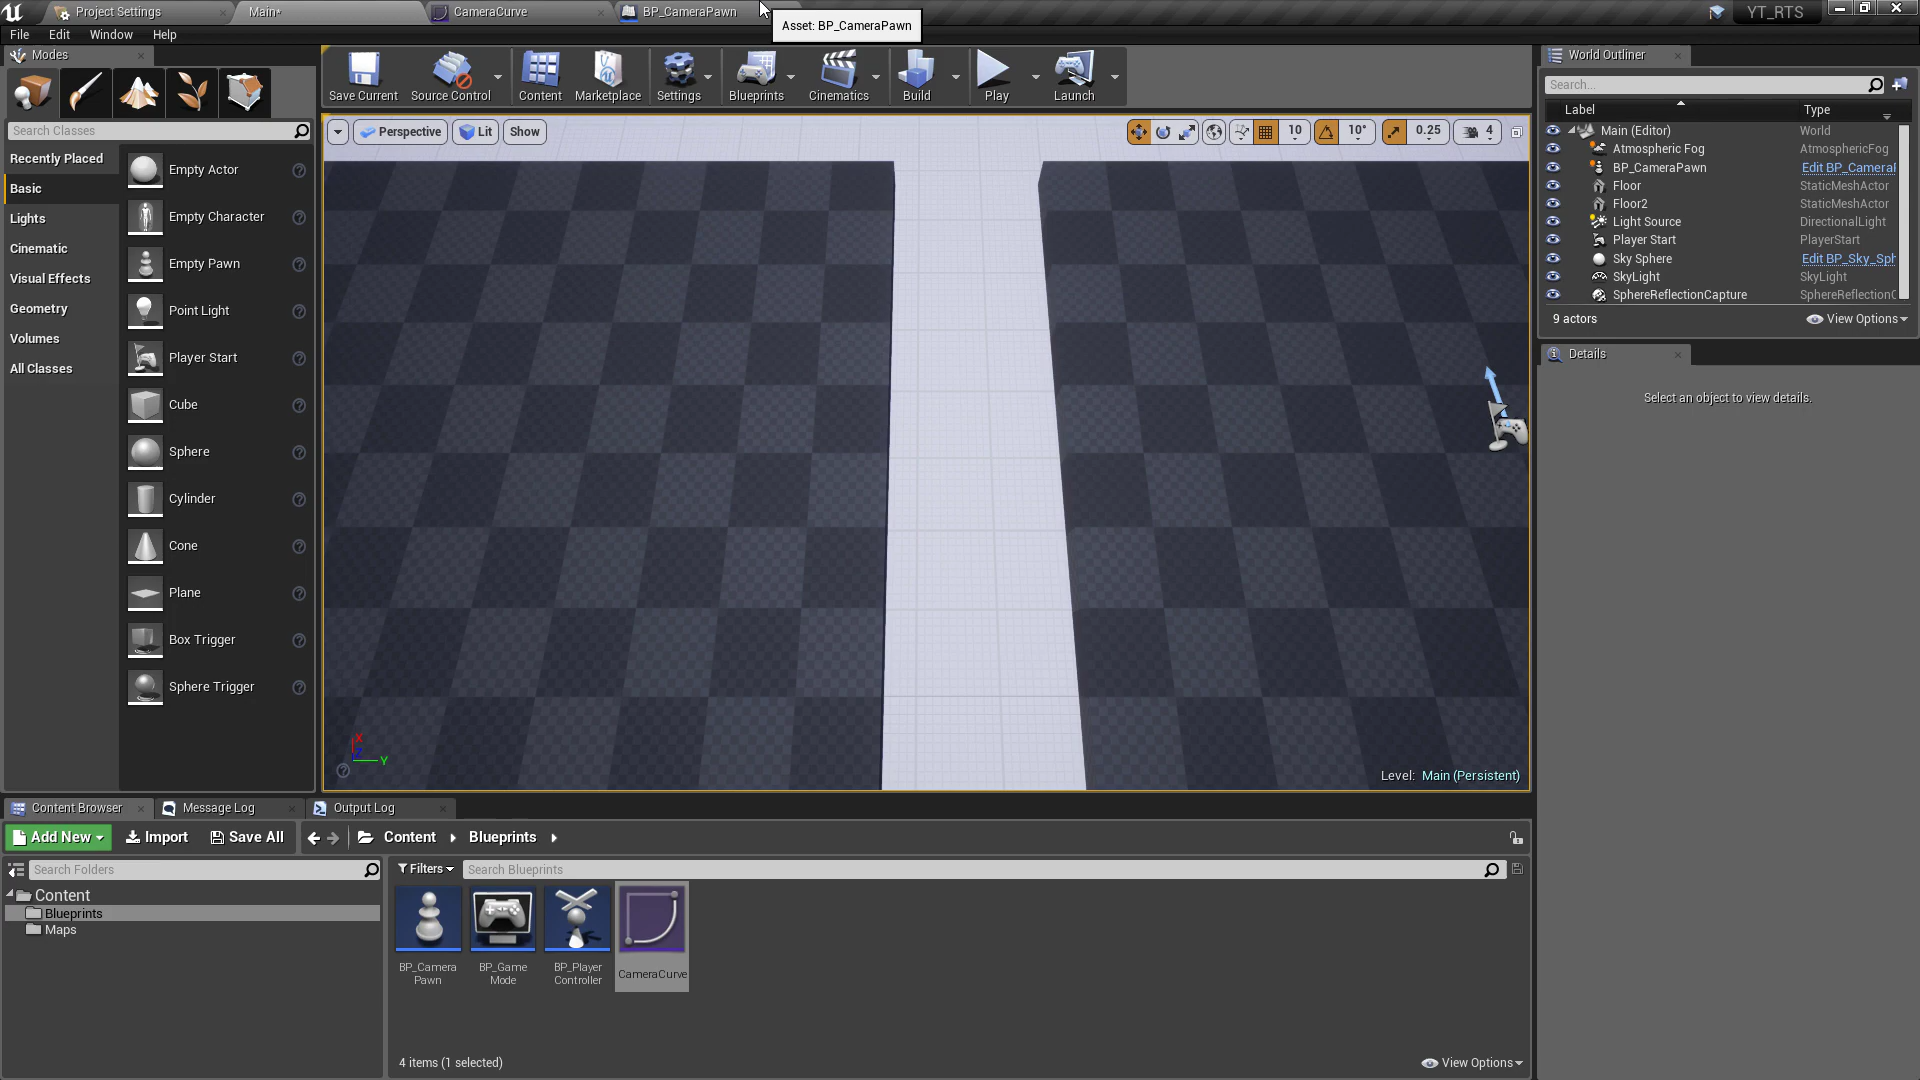 Project Settings
Main*
CameraCurve
BP_CameraPawn
YT_RTS
Asset: BP_CameraPawn
File
Edit
Window
Help
Modes
Save Current
Source Control
Content
Marketplace
Settings
Blueprints
Cinematics
Build
Play
Launch
World Outliner
Search...
Label
Type
Search Classes
Perspective
Lit
Show
10
10°
0.25
4
Main (Editor)
World
Atmospheric Fog
AtmosphericFog
BP_CameraPawn
Edit BP_Camera
Floor
StaticMeshActor
Floor2
StaticMeshActor
Light Source
DirectionalLight
Player Start
PlayerStart
Sky Sphere
Edit BP_Sky_Sph
SkyLight
SkyLight
SphereReflectionCapture
SphereReflection
9 actors
View Options
Details
Select an object to view details.
Recently Placed
Basic
Lights
Cinematic
Visual Effects
Geometry
Volumes
All Classes
Empty Actor
Empty Character
Empty Pawn
Point Light
Player Start
Cube
Sphere
Cylinder
Cone
Plane
Box Trigger
Sphere Trigger
X
Y
Level: Main (Persistent)
Content Browser
Message Log
Output Log
Add New
Import
Save All
Content
Blueprints
Search Folders
Filters
Search Blueprints
Content
Blueprints
Maps
BP_Camera
Pawn
BP_Game
Mode
BP_Player
Controller
CameraCurve
4 items (1 selected)
View Options